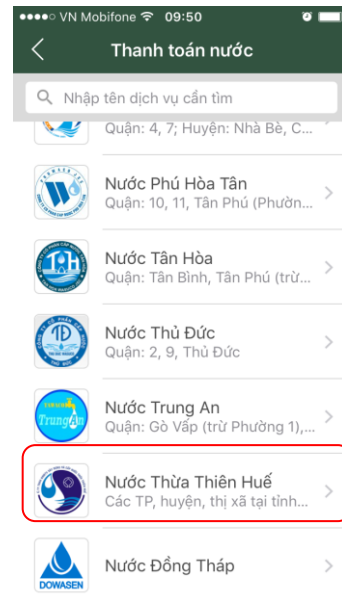 VN Mobifone 09:50
Thanh toán nước
Nhập tên dịch vụ cần tìm
Quận: 4, 7; Huyện: Nhà Bè, C...
Nước Phú Hòa Tân
Quận: 10, 11, Tân Phú (Phườn...
Nước Tân Hòa
Quận: Tân Bình, Tân Phú (trừ...
TD
Nước Thủ Đức
Quận: 2, 9, Thủ Đức
Trung An
Nước Trung An
Quận: Gò Vấp (trừ Phường 1),...
Nước Thừa Thiên Huế
Các TP, huyện, thị xã tại tỉnh...
DOWASEN
Nước Đồng Tháp